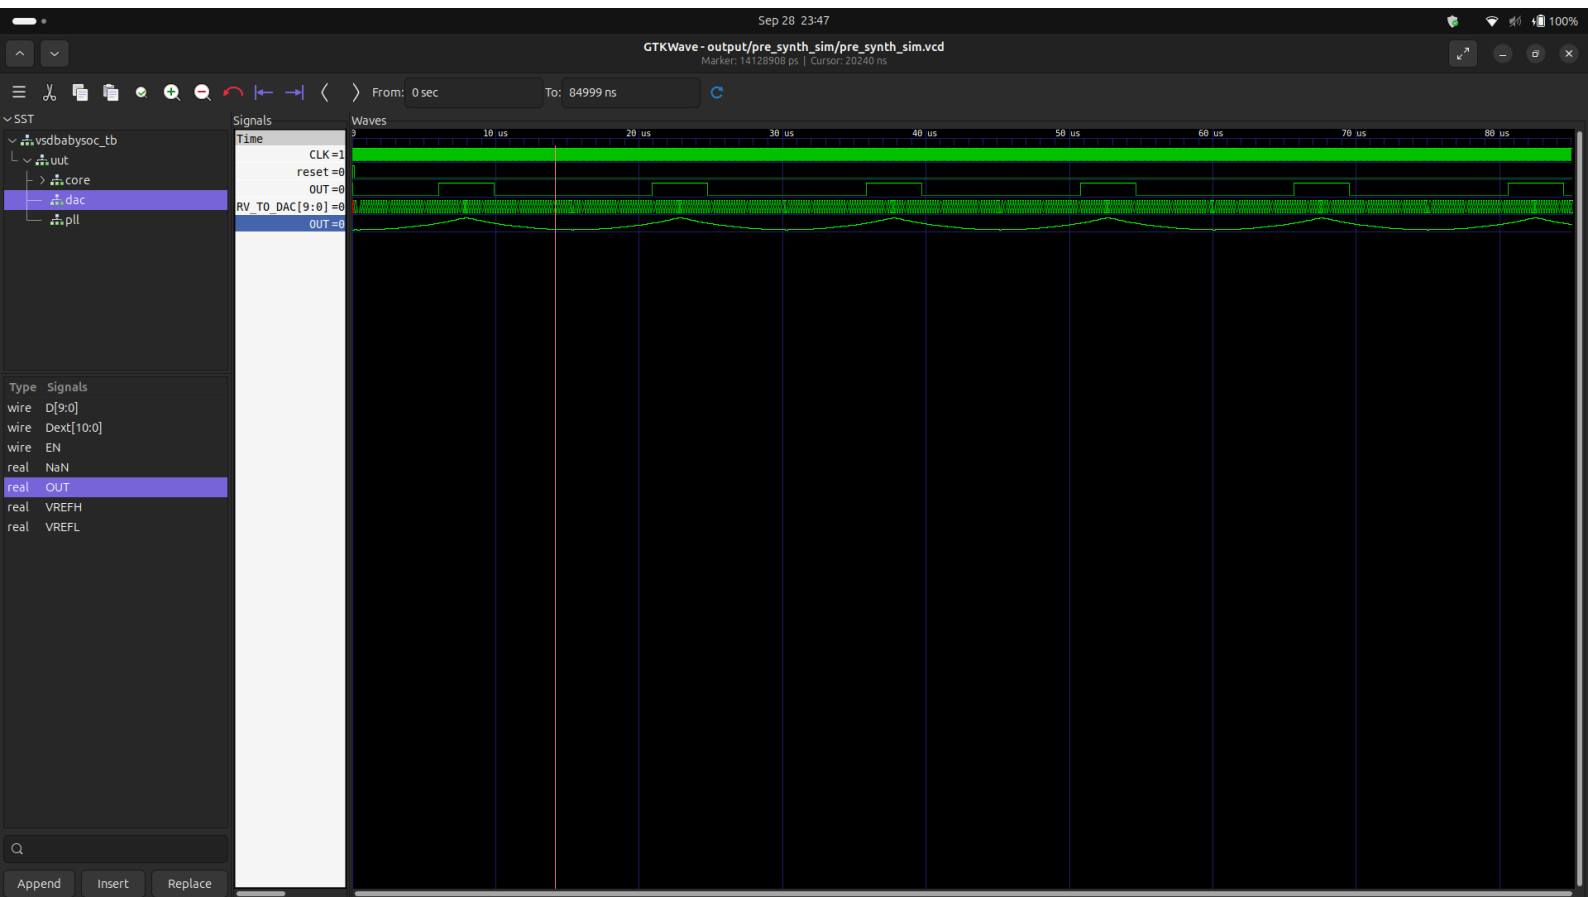 Sep 28 23:47
100%
GTKWave - output/pre_synth_sim/pre_synth_sim.vcd
Marker: 14128908 ps | Cursor: 20240 ns
From: 0 sec To: 84999 ns
SST
vsdbabysoc_tb
uut
core
dac
pll
Type Signals
wire D[9:0]
wire Dext[10:0]
wire EN
real NaN
real OUT
real VREFH
real VREFL
Append Insert Replace
Signals
Time
CLK=1
reset=0
OUT=0
RV_TO_DAC[9:0]=0
OUT=0
Waves
0 10 us 20 us 30 us 40 us 50 us 60 us 70 us 80 us